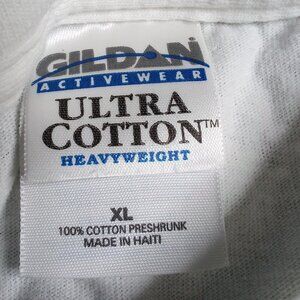 GILDAN
ACTIVEWEAR
ULTRA
COTTON™
HEAVYWEIGHT
XL
100% COTTON PRESHRUNK
MADE IN HAITI